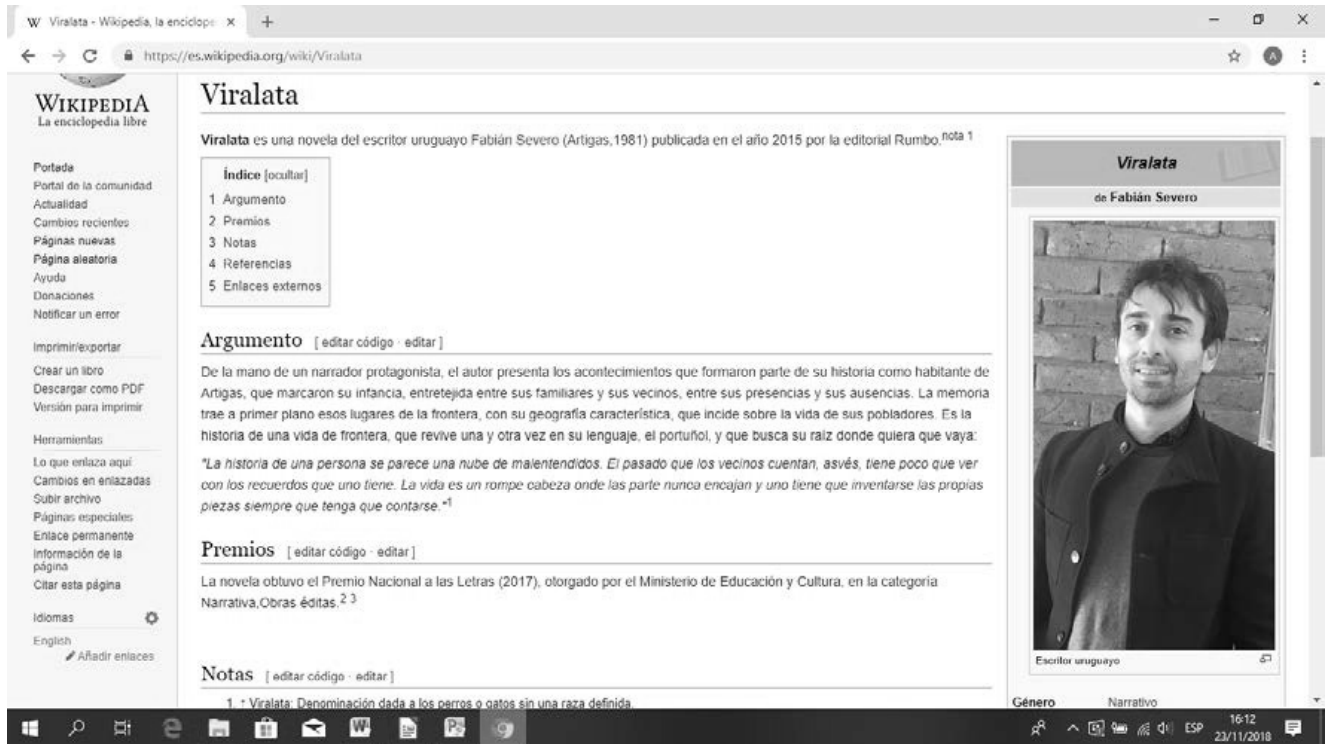 Viralata - Wikipedia, la enciclope
https://es.wikipedia.org/wiki/Viralata
WIKIPEDIA
La enciclopedia libre
Portada
Portal de la comunidad
Actualidad
Cambios recientes
Páginas nuevas
Página aleatoria
Ayuda
Donaciones
Notificar un error
Imprimir/exportar
Crear un libro
Descargar como PDF
Versión para imprimir
Herramientas
Lo que enlaza aquí
Cambios en enlazadas
Subir archivo
Páginas especiales
Enlace permanente
Información de la
página
Citar esta página
Idiomas
English
Añadir enlaces
Viralata
Viralata es una novela del escritor uruguayo Fabián Severo (Artigas,1981) publicada en el año 2015 por la editorial Rumbo.nota 1
Índice [ocultar]
1 Argumento
2 Premios
3 Notas
4 Referencias
5 Enlaces externos
Argumento [ editar código · editar ]
De la mano de un narrador protagonista, el autor presenta los acontecimientos que formaron parte de su historia como habitante de
Artigas, que marcaron su infancia, entretejida entre sus familiares y sus vecinos, entre sus presencias y sus ausencias. La memoria
trae a primer plano esos lugares de la frontera, con su geografía característica, que incide sobre la vida de sus pobladores. Es la
historia de una vida de frontera, que revive una y otra vez en su lenguaje, el portuñol, y que busca su raíz donde quiera que vaya:
"La historia de una persona se parece una nube de malentendidos. El pasado que los vecinos cuentan, asvés, tiene poco que ver
con los recuerdos que uno tiene. La vida es un rompe cabeza onde las parte nunca encajan y uno tiene que inventarse las propias
piezas siempre que tenga que contarse."1
Premios [ editar código · editar ]
La novela obtuvo el Premio Nacional a las Letras (2017), otorgado por el Ministerio de Educación y Cultura, en la categoría
Narrativa,Obras éditas.2 3
Notas [ editar código · editar ]
1. ↑ Viralata: Denominación dada a los perros o gatos sin una raza definida.
Viralata
de Fabián Severo
Escritor uruguayo
Género Narrativo
ESP
16:12
23/11/2018